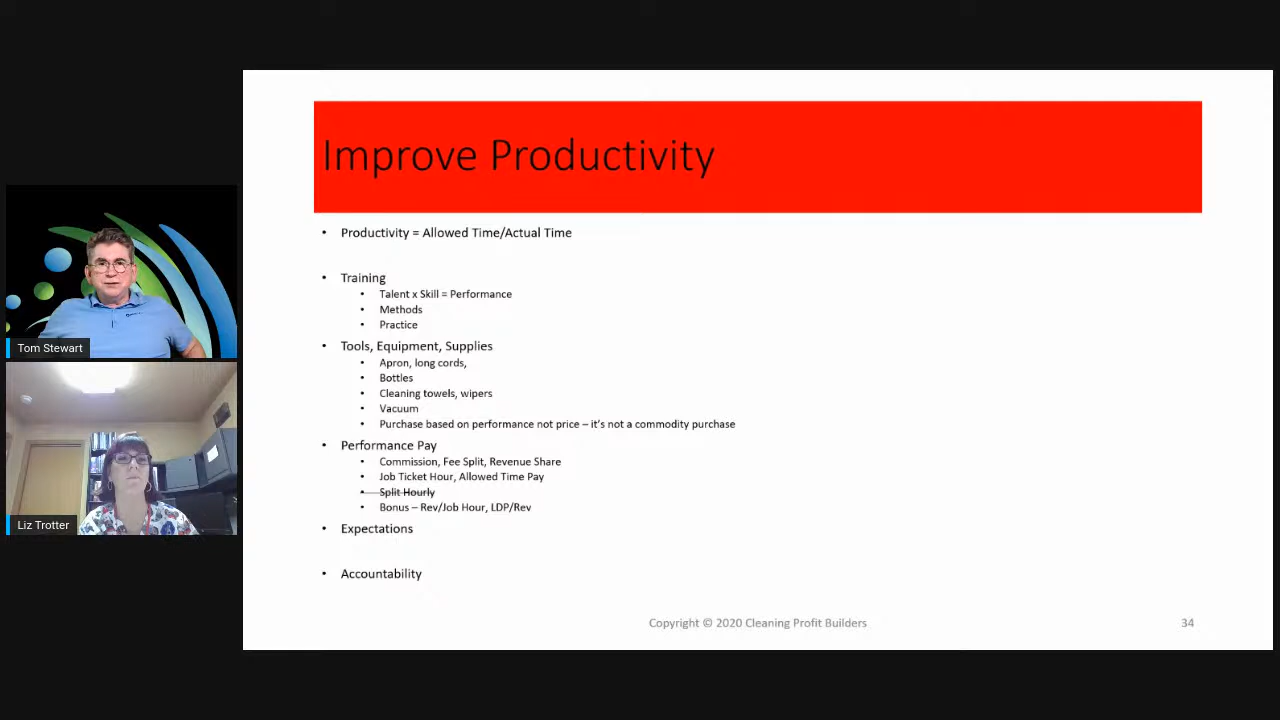 Improve Productivity
• Productivity = Allowed Time/Actual Time
• Training
• Talent x Skill = Performance
• Methods
• Practice
• Tools, Equipment, Supplies
• Apron, long cords,
• Bottles
• Cleaning towels, wipers
• Vacuum
• Purchase based on performance not price – it's not a commodity purchase
• Performance Pay
• Commission, Fee Split, Revenue Share
• Job Ticket Hour, Allowed Time Pay
• Split Hourly
• Bonus – Rev/Job Hour, LDP/Rev
• Expectations
• Accountability
Copyright © 2020 Cleaning Profit Builders
34
Tom Stewart
Liz Trotter